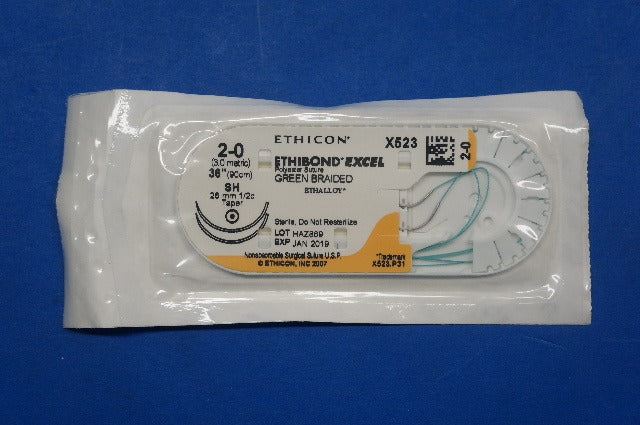 ETHICON*
X523
2-0
2-0
(3.0 metric)
36" (90cm)
SH
26 mm 1/2c
Taper
ETHIBOND* EXCEL
Polyester Suture
GREEN BRAIDED
ETHALLOY*
Sterile, Do Not Resterilize
LOT HAZ869
EXP JAN 2019
Nonabsorbable Surgical Suture U.S.P.
© ETHICON, INC 2007
*Trademark
X523.P31